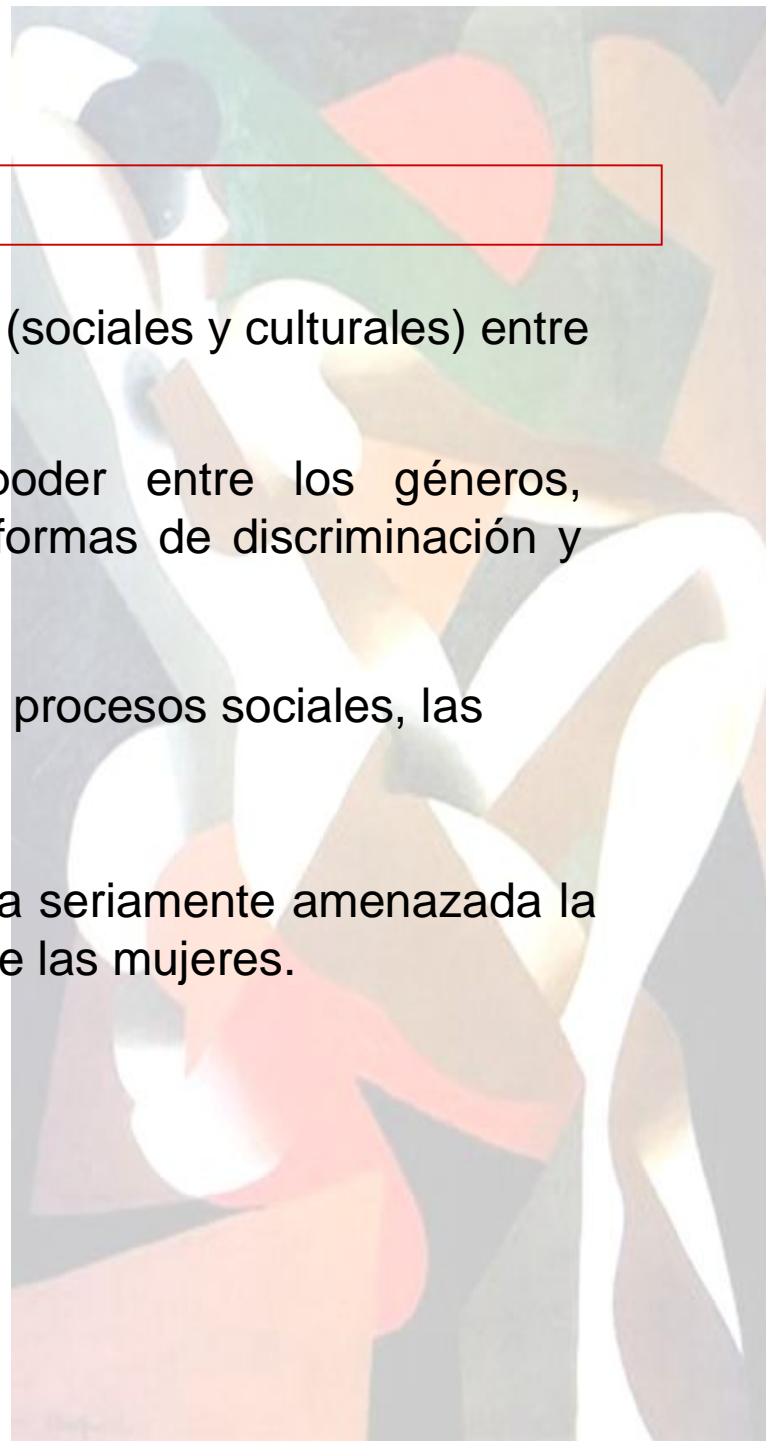 (sociales y culturales) entre
poder entre los géneros,
formas de discriminación y
procesos sociales, las
a seriamente amenazada la
e las mujeres.